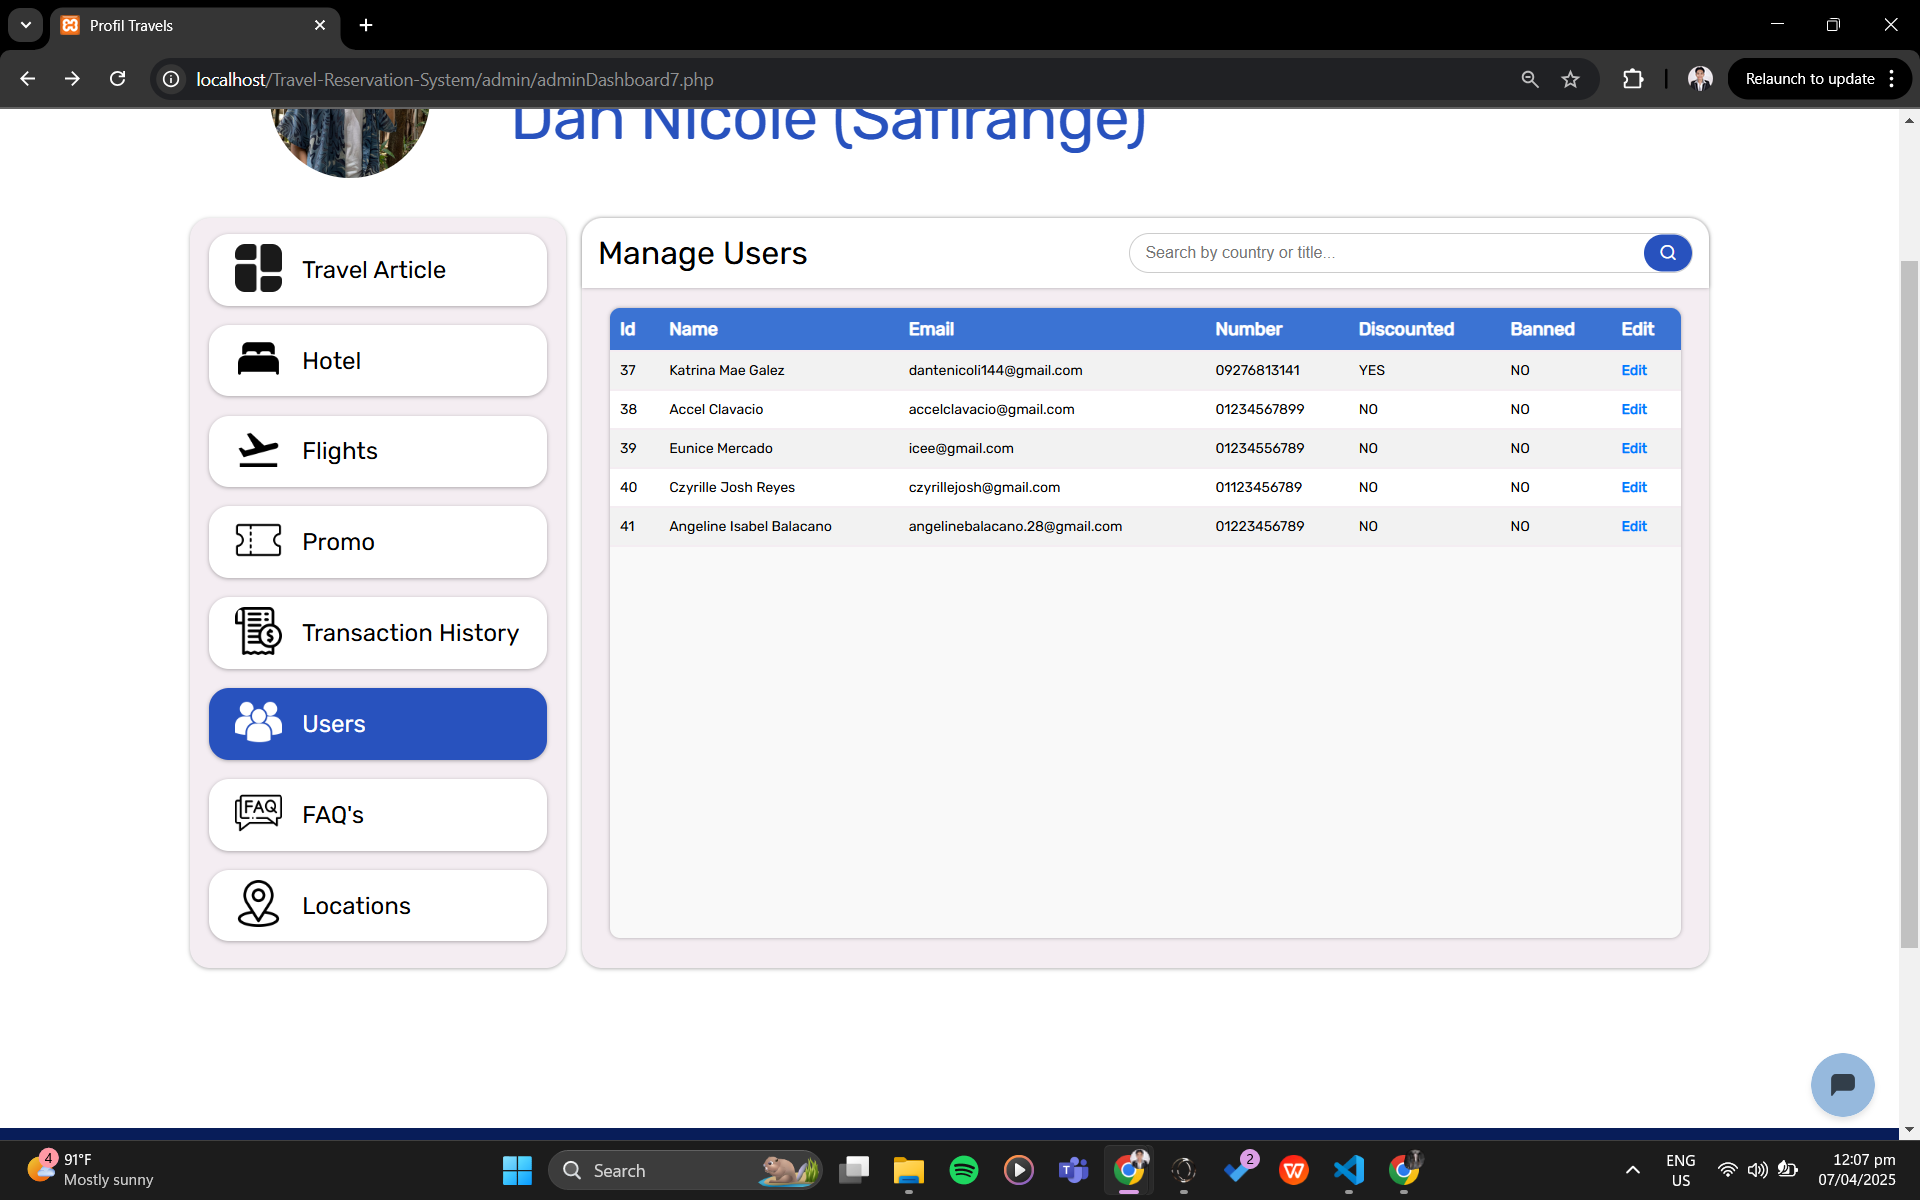 Profil Travels
localhost/Travel-Reservation-System/admin/adminDashboard7.php
Relaunch to update
Dan Nicole (Safirange)
Travel Article
Hotel
Flights
Promo
Transaction History
Users
FAQ
FAQ's
Locations
Manage Users
Search by country or title...
Id Name Email Number Discounted Banned Edit
37 Katrina Mae Galez dantenicoli144@gmail.com 09276813141 YES NO Edit
38 Accel Clavacio accelclavacio@gmail.com 01234567899 NO NO Edit
39 Eunice Mercado icee@gmail.com 01234556789 NO NO Edit
40 Czyrille Josh Reyes czyrillejosh@gmail.com 01123456789 NO NO Edit
41 Angeline Isabel Balacano angelinebalacano.28@gmail.com 01223456789 NO NO Edit
4
91°F
Mostly sunny
Search
2
ENG
US
12:07 pm
07/04/2025